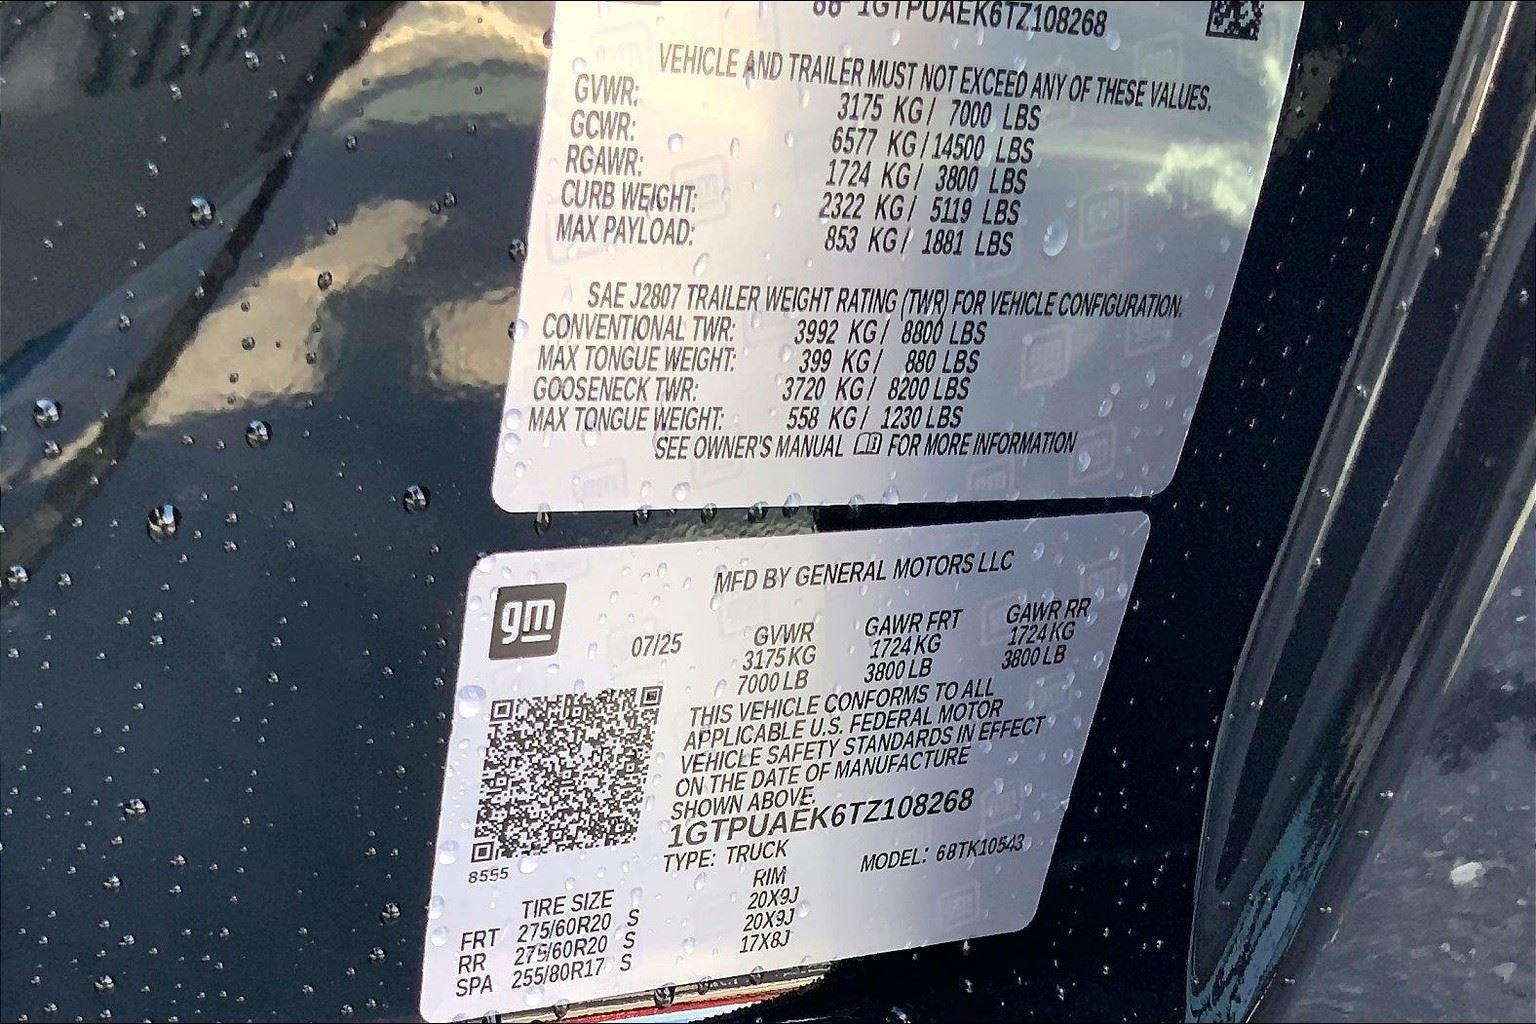 86 1GTPUAEK6TZ108268
VEHICLE AND TRAILER MUST NOT EXCEED ANY OF THESE VALUES.
GVWR: 3175 KG / 7000 LBS
GCWR: 6577 KG / 14500 LBS
RGAWR: 1724 KG / 3800 LBS
CURB WEIGHT: 2322 KG / 5119 LBS
MAX PAYLOAD: 853 KG / 1881 LBS
SAE J2807 TRAILER WEIGHT RATING (TWR) FOR VEHICLE CONFIGURATION.
CONVENTIONAL TWR: 3992 KG / 8800 LBS
MAX TONGUE WEIGHT: 399 KG / 880 LBS
GOOSENECK TWR: 3720 KG / 8200 LBS
MAX TONGUE WEIGHT: 558 KG / 1230 LBS
SEE OWNER'S MANUAL FOR MORE INFORMATION
gm
MFD BY GENERAL MOTORS LLC
07/25 GVWR GAWR FRT GAWR RR
3175 KG 1724 KG 1724 KG
7000 LB 3800 LB 3800 LB
THIS VEHICLE CONFORMS TO ALL
APPLICABLE U.S. FEDERAL MOTOR
VEHICLE SAFETY STANDARDS IN EFFECT
ON THE DATE OF MANUFACTURE
SHOWN ABOVE.
1GTPUAEK6TZ108268
8555 TYPE: TRUCK MODEL: 68TK10543
TIRE SIZE RIM
FRT 275/60R20 S 20X9J
RR 275/60R20 S 20X9J
SPA 255/80R17 S 17X8J